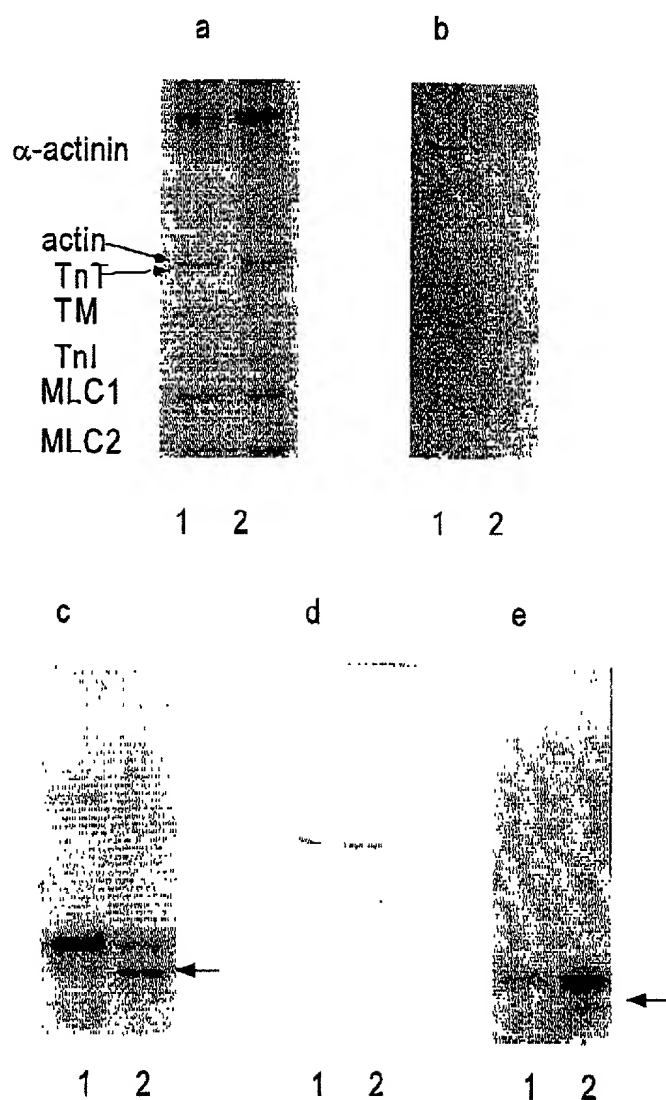 a b
α-actinin
actin
TnT
TM
TnI
MLC1
MLC2
1 2 1 2
c d e
1 2 1 2 1 2